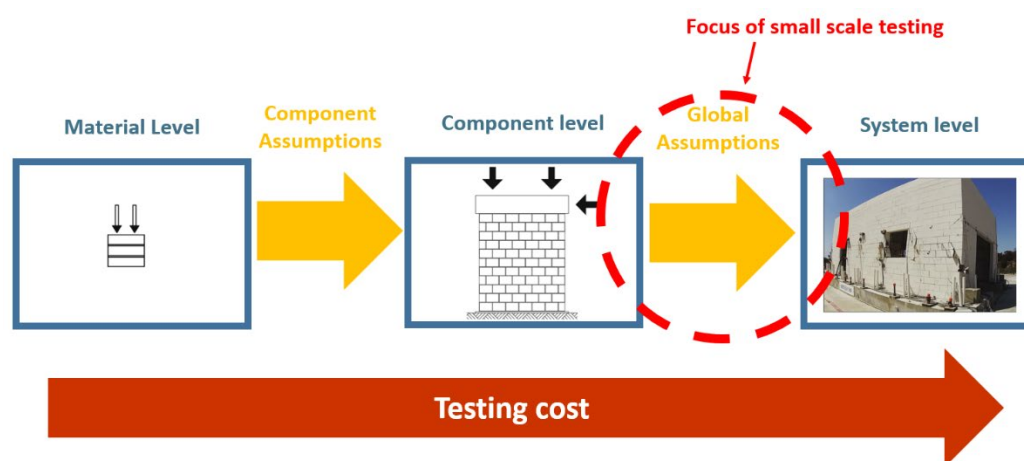 Focus of small scale testing
Material Level
Component
Assumptions
Component level
Global
Assumptions
System level
Testing cost